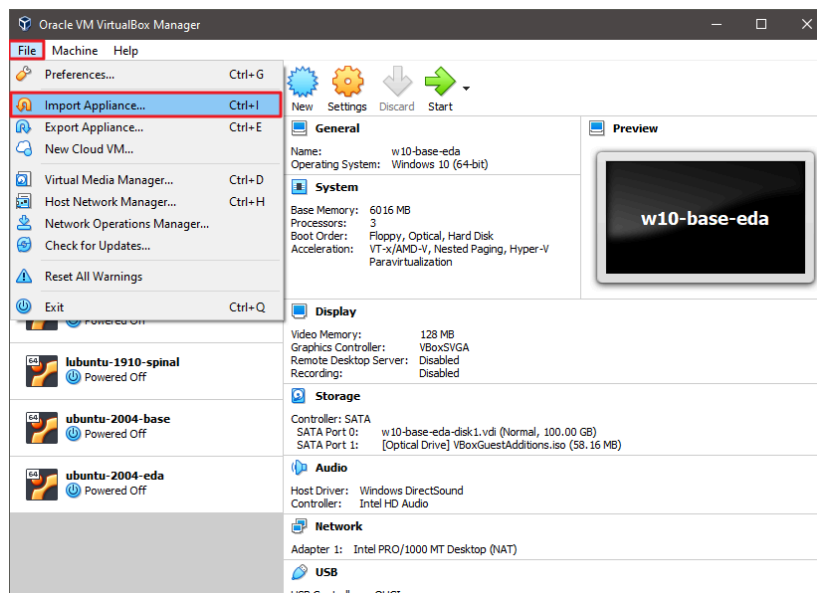 Oracle VM VirtualBox Manager
File Machine Help
Preferences... Ctrl+G
Import Appliance... Ctrl+I
Export Appliance... Ctrl+E
New Cloud VM...
Virtual Media Manager... Ctrl+D
Host Network Manager... Ctrl+H
Network Operations Manager...
Check for Updates...
Reset All Warnings
Exit Ctrl+Q
Powered Off
64
lubuntu-1910-spinal
Powered Off
64
ubuntu-2004-base
Powered Off
64
ubuntu-2004-eda
Powered Off
New Settings Discard Start
General
Name: w10-base-eda
Operating System: Windows 10 (64-bit)
System
Base Memory: 6016 MB
Processors: 3
Boot Order: Floppy, Optical, Hard Disk
Acceleration: VT-x/AMD-V, Nested Paging, Hyper-V
Paravirtualization
Preview
w10-base-eda
Display
Video Memory: 128 MB
Graphics Controller: VBoxSVGA
Remote Desktop Server: Disabled
Recording: Disabled
Storage
Controller: SATA
SATA Port 0: w10-base-eda-disk1.vdi (Normal, 100.00 GB)
SATA Port 1: [Optical Drive] VBoxGuestAdditions.iso (58.16 MB)
Audio
Host Driver: Windows DirectSound
Controller: Intel HD Audio
Network
Adapter 1: Intel PRO/1000 MT Desktop (NAT)
USB